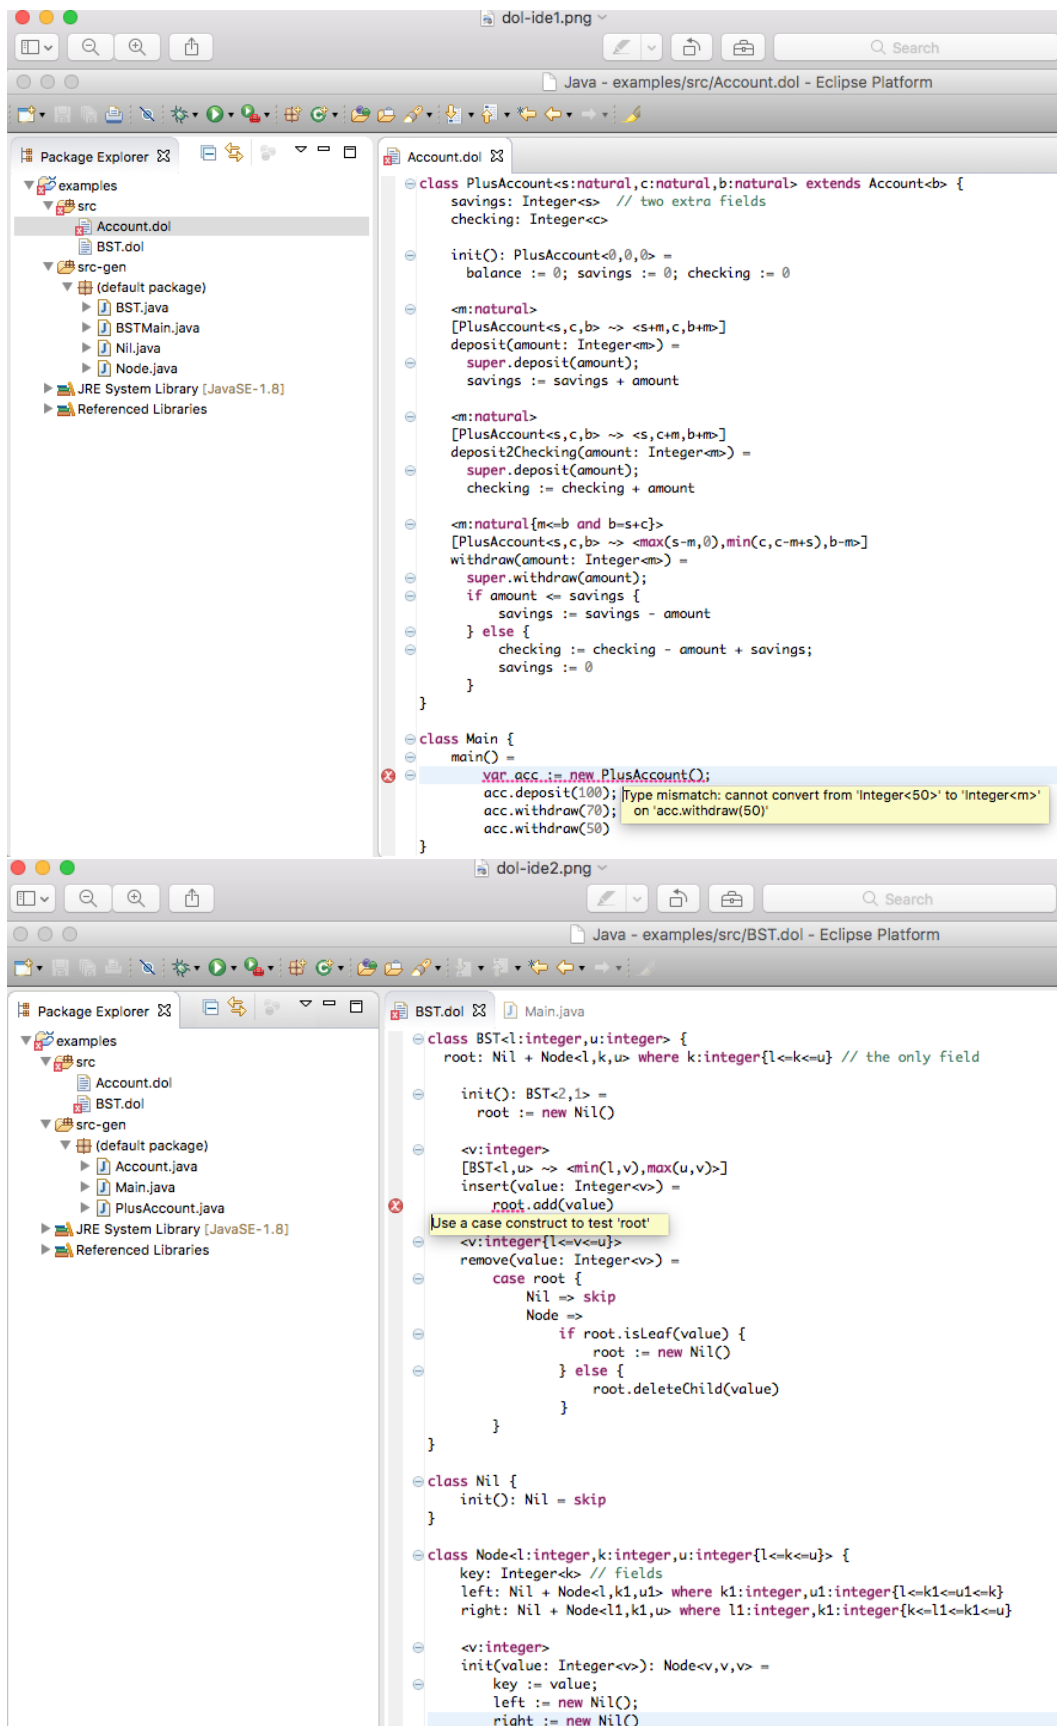 dol-ide1.png
Search
Java - examples/src/Account.dol - Eclipse Platform
Package Explorer
Account.dol
examples
src
Account.dol
BST.dol
src-gen
(default package)
BST.java
BSTMain.java
Nil.java
Node.java
JRE System Library [JavaSE-1.8]
Referenced Libraries
class PlusAccount<s:natural,c:natural,b:natural> extends Account<b> {
savings: Integer<s>  // two extra fields
checking: Integer<c>
init(): PlusAccount<0,0,0> =
balance := 0; savings := 0; checking := 0
<m:natural>
[PlusAccount<s,c,b> ~> <s+m,c,b+m>]
deposit(amount: Integer<m>) =
super.deposit(amount);
savings := savings + amount
<m:natural>
[PlusAccount<s,c,b> ~> <s,c+m,b+m>]
deposit2Checking(amount: Integer<m>) =
super.deposit(amount);
checking := checking + amount
<m:natural{m<=b and b=s+c}>
[PlusAccount<s,c,b> ~> <max(s-m,0),min(c,c-m+s),b-m>]
withdraw(amount: Integer<m>) =
super.withdraw(amount);
if amount <= savings {
savings := savings - amount
} else {
checking := checking - amount + savings;
savings := 0
}
}
class Main {
main() =
var acc := new PlusAccount();
acc.deposit(100);
acc.withdraw(70);
acc.withdraw(50)
}
Type mismatch: cannot convert from 'Integer<50>' to 'Integer<m>'
on 'acc.withdraw(50)'
dol-ide2.png
Search
Java - examples/src/BST.dol - Eclipse Platform
Package Explorer
BST.dol
Main.java
examples
src
Account.dol
BST.dol
src-gen
(default package)
Account.java
Main.java
PlusAccount.java
JRE System Library [JavaSE-1.8]
Referenced Libraries
class BST<l:integer,u:integer> {
root: Nil + Node<l,k,u> where k:integer{l<=k<=u} // the only field
init(): BST<2,1> =
root := new Nil()
<v:integer>
[BST<l,u> ~> <min(l,v),max(u,v)>]
insert(value: Integer<v>) =
root.add(value)
Use a case construct to test 'root'
<v:integer{l<=v<=u}>
remove(value: Integer<v>) =
case root {
Nil => skip
Node =>
if root.isLeaf(value) {
root := new Nil()
} else {
root.deleteChild(value)
}
}
}
class Nil {
init(): Nil = skip
}
class Node<l:integer,k:integer,u:integer{l<=k<=u}> {
key: Integer<k> // fields
left: Nil + Node<l,k1,u1> where k1:integer,u1:integer{l<=k1<=u1<=k}
right: Nil + Node<l1,k1,u> where l1:integer,k1:integer{k<=l1<=k1<=u}
<v:integer>
init(value: Integer<v>): Node<v,v,v> =
key := value;
left := new Nil();
right := new Nil()